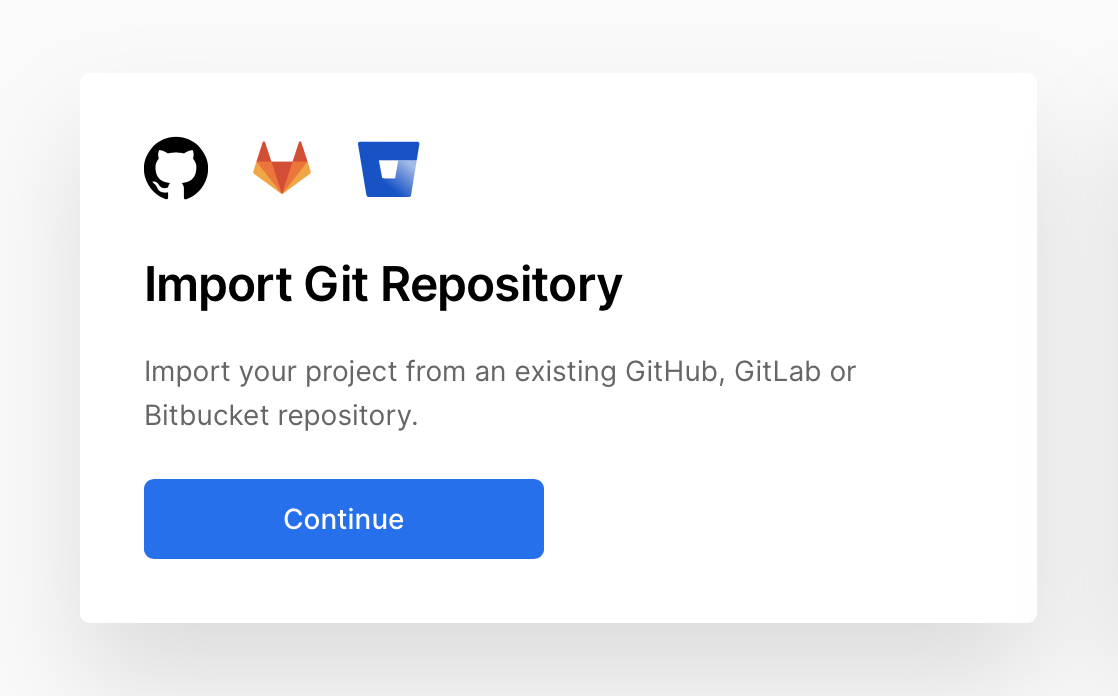 Import Git Repository
Import your project from an existing GitHub, GitLab or
Bitbucket repository.
Continue